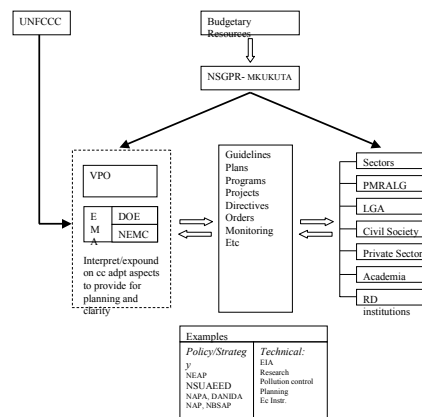 UNFCCC
Budgetary
Resources
NSGPR- MKUKUTA
VPO
E
M
A
DOE
NEMC
Interpret/expound
on cc adpt aspects
to provide for
planning and
clarity
Guidelines
Plans
Programs
Projects
Directives
Orders
Monitoring
Etc
Sectors
PMRALG
LGA
Civil Society
Private Sector
Academia
RD
institutions
Examples
Policy/Strateg
y
NEAP
NSUAEED
NAPA, DANIDA
NAP, NBSAP
Technical:
EIA
Research
Pollution control
Planning
Ec Instr.